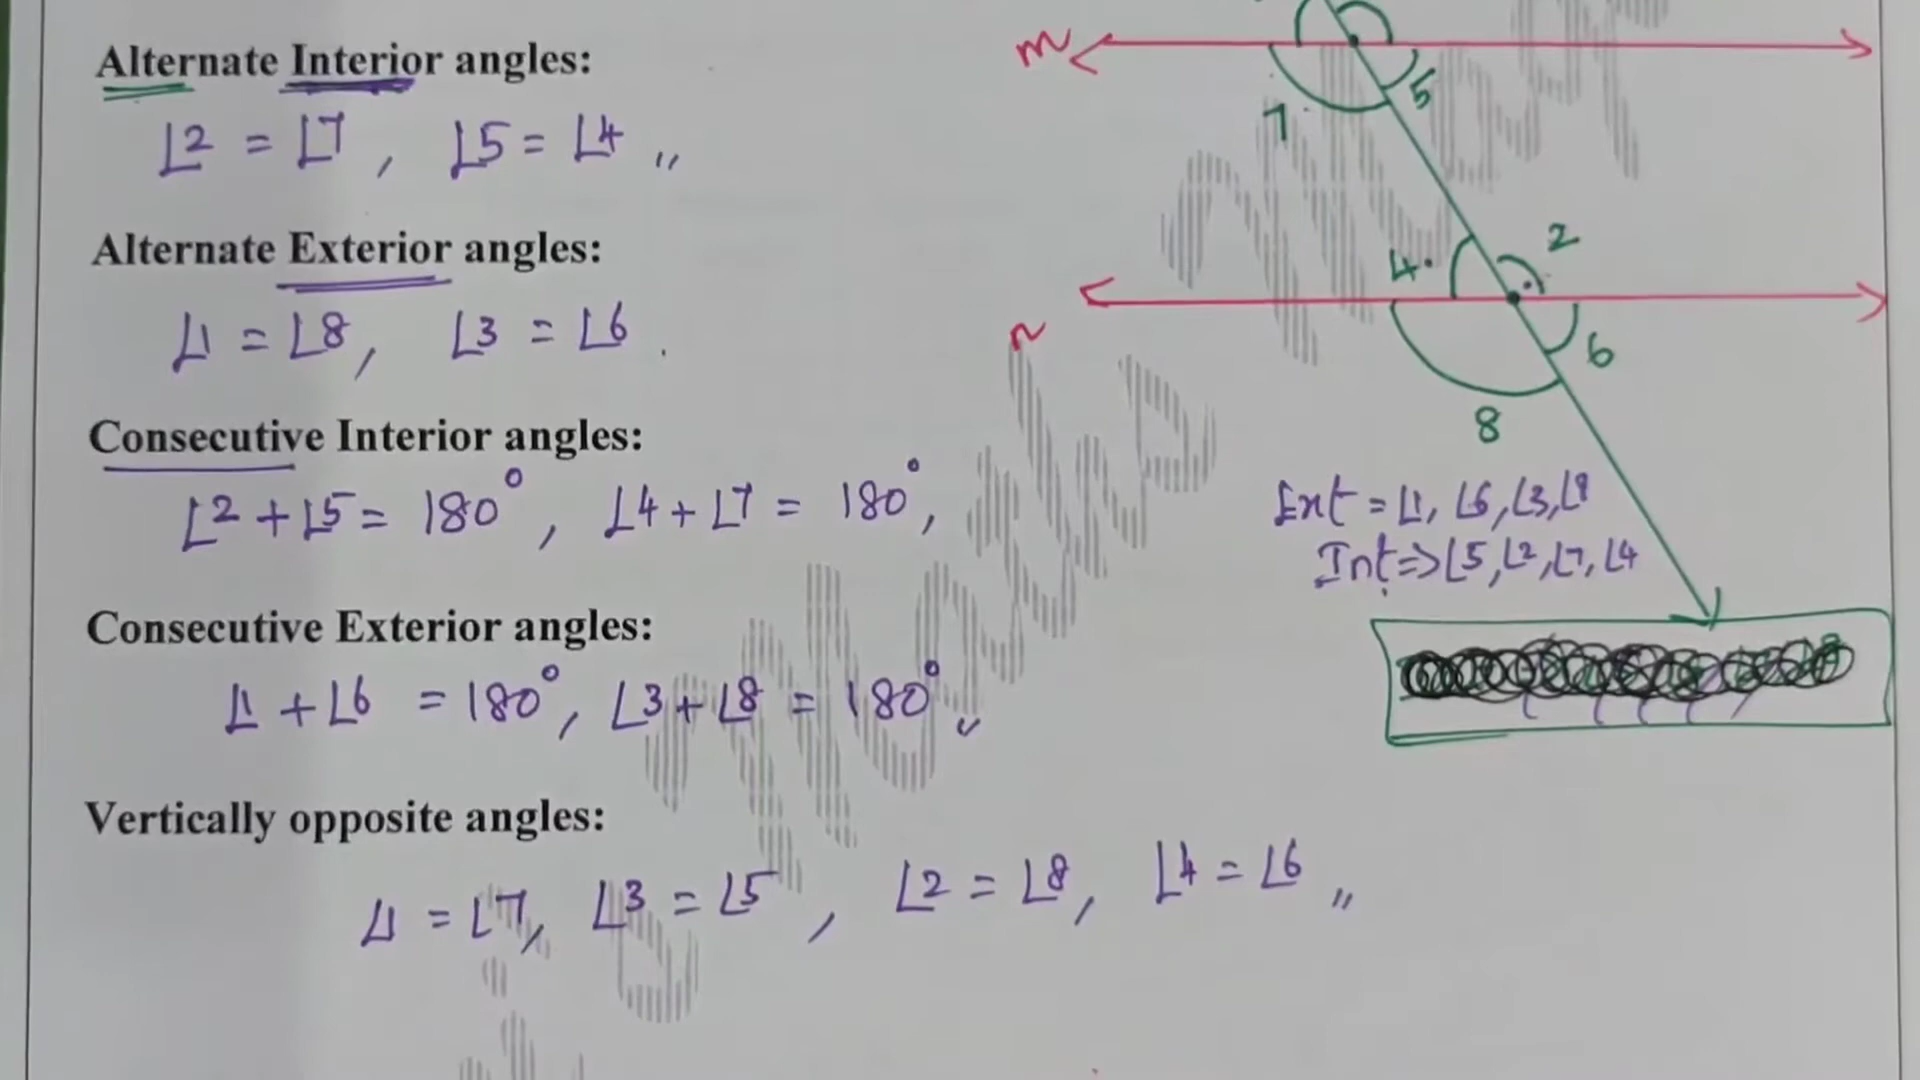 Alternate Interior angles:
∠2 = ∠7 , ∠5 = ∠4 ,,
Alternate Exterior angles:
∠1 = ∠8, ∠3 = ∠6 .
Consecutive Interior angles:
∠2 + ∠5 = 180°, ∠4 + ∠7 = 180°,
Consecutive Exterior angles:
∠1 + ∠6 = 180°, ∠3 + ∠8 = 180°,
Vertically opposite angles:
∠1 = ∠7, ∠3 = ∠5 , ∠2 = ∠8, ∠4 = ∠6 ,,
m
5
7
4
2
n
6
8
Ext = ∠1, ∠6, ∠3, ∠8
Int => ∠5, ∠2, ∠7, ∠4